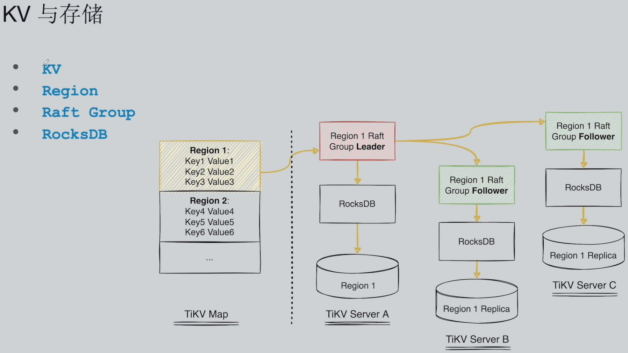 KV 与存储
KV
Region
Raft Group
RocksDB
Region 1:
Key1 Value1
Key2 Value2
Key3 Value3
Region 2:
Key4 Value4
Key5 Value5
Key6 Value6
...
TiKV Map
Region 1 Raft
Group Leader
RocksDB
Region 1
TiKV Server A
Region 1 Raft
Group Follower
RocksDB
Region 1 Replica
TiKV Server B
Region 1 Raft
Group Follower
RocksDB
Region 1 Replica
TiKV Server C